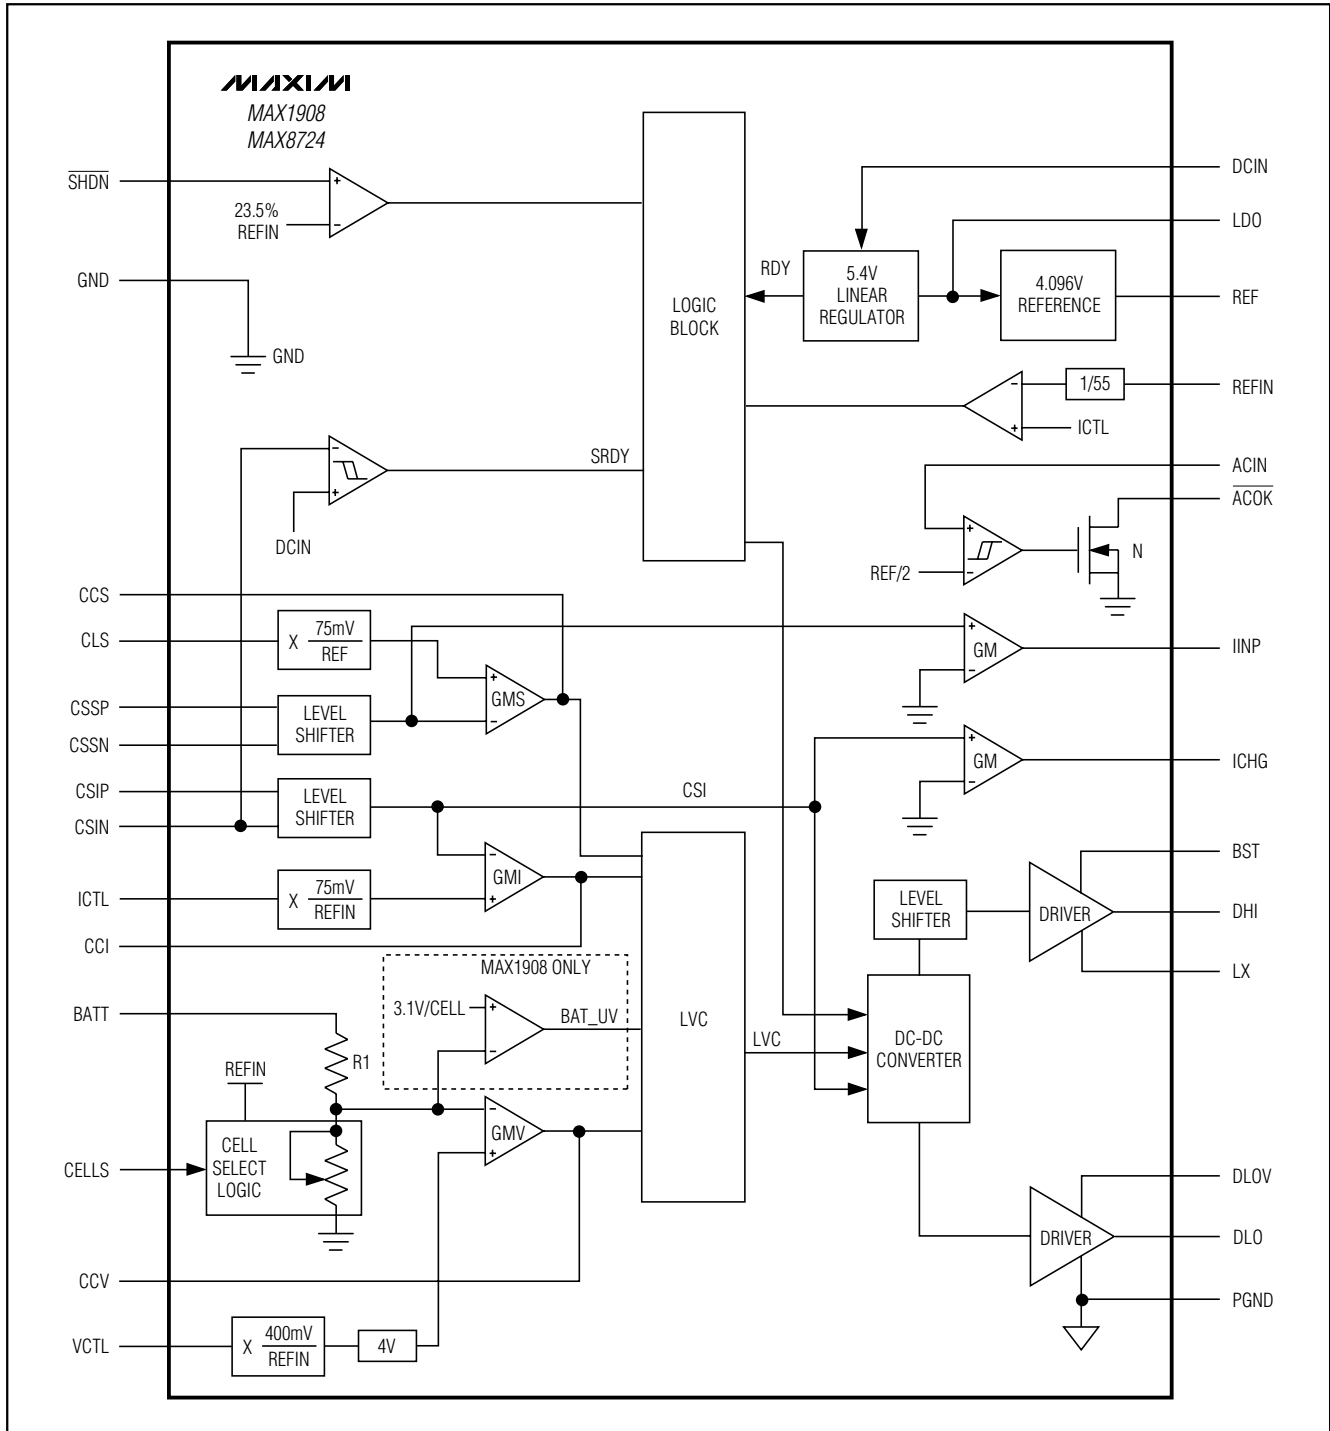 MAXIM
MAX1908
MAX8724
SHDN
23.5%
REFIN
GND
GND
DCIN
SRDY
LOGIC
BLOCK
RDY
5.4V
LINEAR
REGULATOR
4.096V
REFERENCE
DCIN
LDO
REF
1/55
REFIN
ICTL
ACIN
ACOK
REF/2
N
CCS
CLS
X 75mV
REF
CSSP
CSSN
LEVEL
SHIFTER
GMS
CSIP
CSIN
LEVEL
SHIFTER
CSI
GMI
ICTL
X 75mV
REFIN
CCI
GM
IINP
GM
ICHG
MAX1908 ONLY
3.1V/CELL
BAT_UV
LVC
LVC
BATT
R1
REFIN
CELLS
CELL
SELECT
LOGIC
GMV
CCV
VCTL
X 400mV
REFIN
4V
LEVEL
SHIFTER
DRIVER
BST
DHI
LX
DC-DC
CONVERTER
DRIVER
DLOV
DLO
PGND